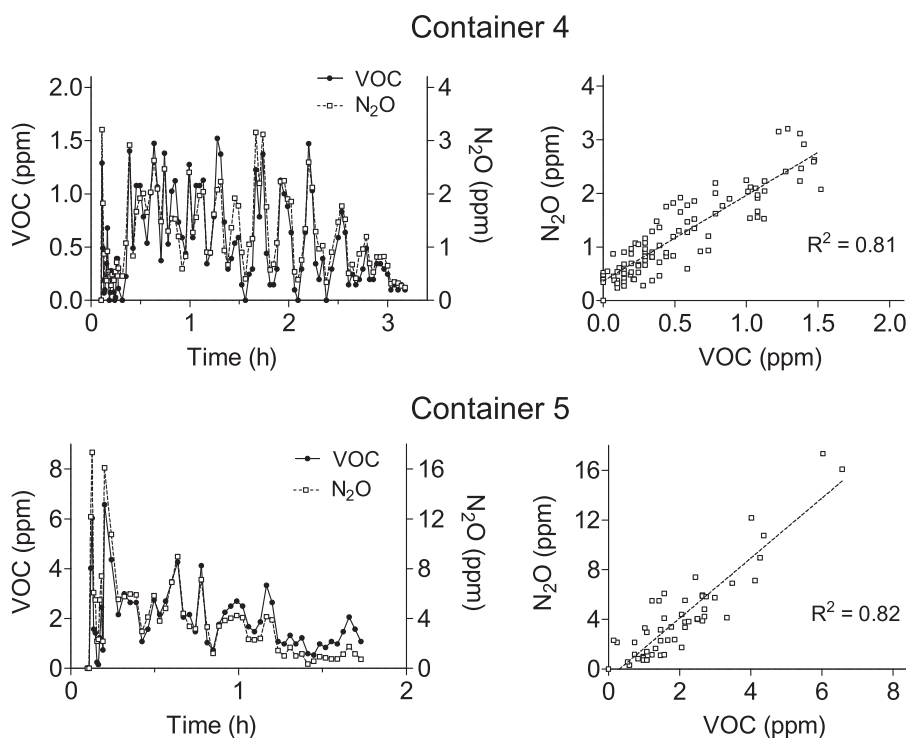 Container 4
VOC (ppm)
2.0
1.5
1.0
0.5
0.0
VOC
N₂O
4
3
2
1
0
N₂O (ppm)
0 1 2 3
Time (h)
N₂O (ppm)
4
3
2
1
0
R² = 0.81
0.0 0.5 1.0 1.5 2.0
VOC (ppm)
Container 5
VOC (ppm)
8
6
4
2
0
VOC
N₂O
16
12
8
4
0
N₂O (ppm)
0 1 2
Time (h)
N₂O (ppm)
16
12
8
4
0
R² = 0.82
0 2 4 6 8
VOC (ppm)